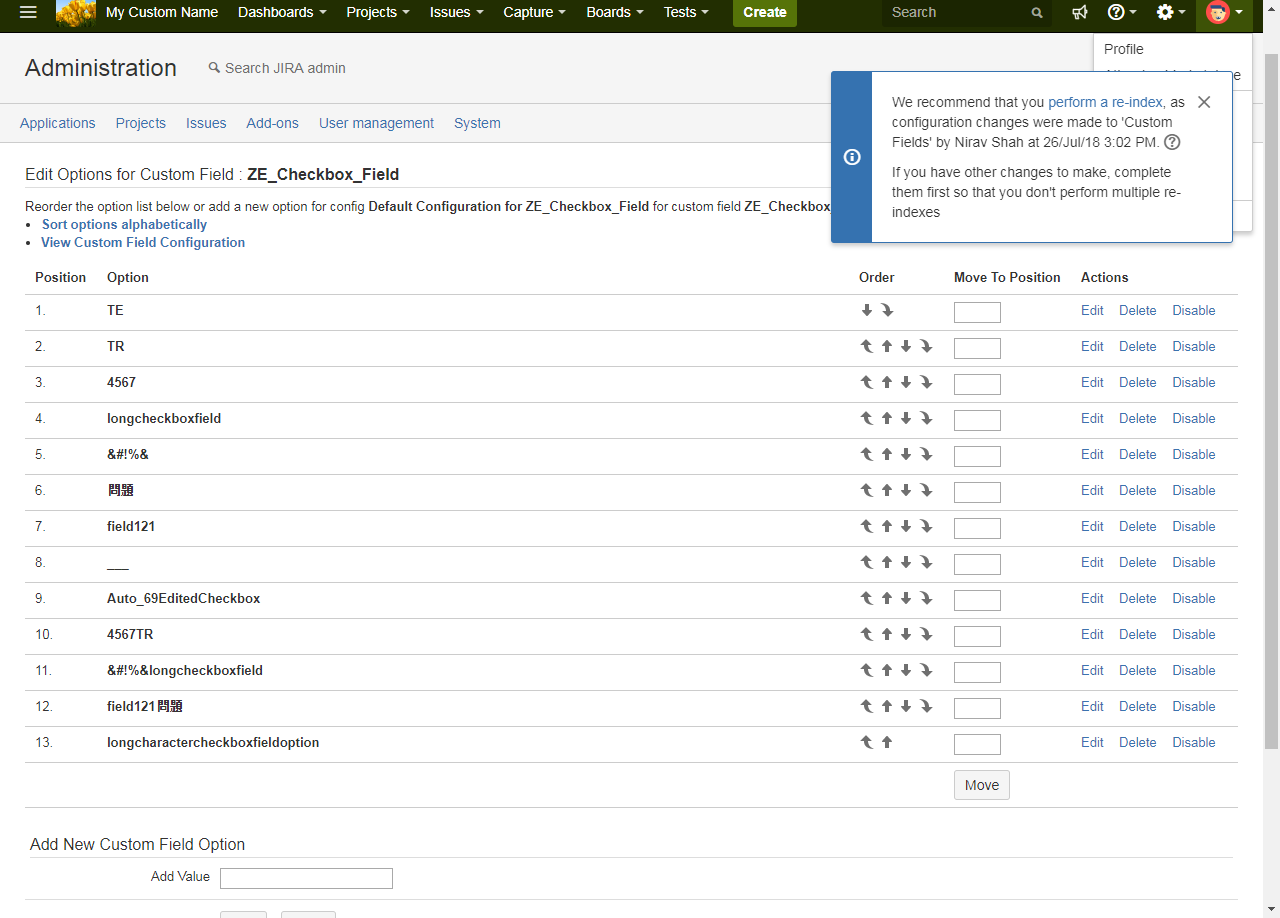 My Custom Name Dashboards Projects Issues Capture Boards Tests Create Search
Profile
Administration Search JIRA admin
Applications Projects Issues Add-ons User management System
We recommend that you perform a re-index, as
configuration changes were made to 'Custom
Fields' by Nirav Shah at 26/Jul/18 3:02 PM.
If you have other changes to make, complete
them first so that you don't perform multiple re-
indexes
Edit Options for Custom Field : ZE_Checkbox_Field
Reorder the option list below or add a new option for config Default Configuration for ZE_Checkbox_Field for custom field ZE_Checkbox_
• Sort options alphabetically
• View Custom Field Configuration
Position Option Order Move To Position Actions
1. TE Edit Delete Disable
2. TR Edit Delete Disable
3. 4567 Edit Delete Disable
4. longcheckboxfield Edit Delete Disable
5. &#!%& Edit Delete Disable
6. 問題 Edit Delete Disable
7. field121 Edit Delete Disable
8. ___ Edit Delete Disable
9. Auto_69EditedCheckbox Edit Delete Disable
10. 4567TR Edit Delete Disable
11. &#!%&longcheckboxfield Edit Delete Disable
12. field121問題 Edit Delete Disable
13. longcharactercheckboxfieldoption Edit Delete Disable
Move
Add New Custom Field Option
Add Value